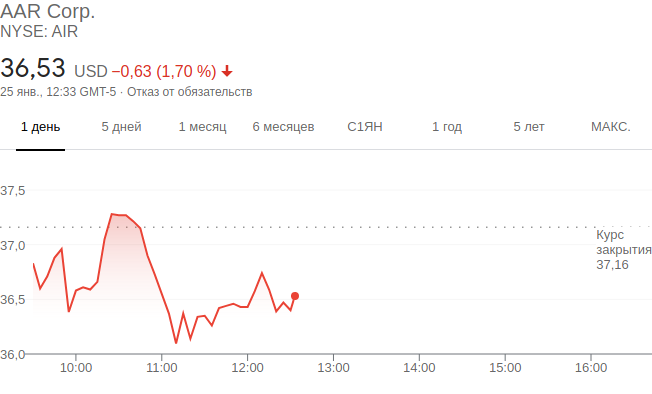 AAR Corp.
NYSE: AIR
36,53 USD −0,63 (1,70 %)
25 янв., 12:33 GMT-5 · Отказ от обязательств
1 день 5 дней 1 месяц 6 месяцев С1ЯН 1 год 5 лет МАКС.
37,5
Курс
закрытия
37,16
37,0
36,5
36,0
10:00 11:00 12:00 13:00 14:00 15:00 16:00